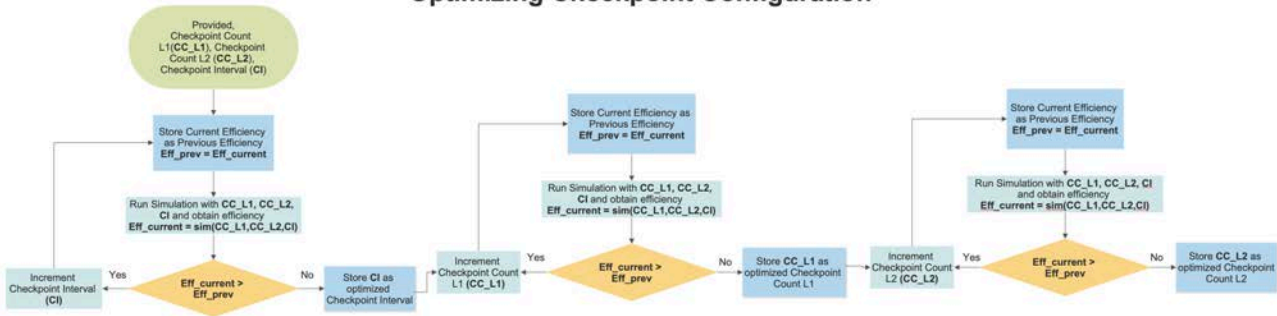 Optimizing Checkpoint Configuration
Provided,
Checkpoint Count
L1(CC_L1), Checkpoint
Count L2 (CC_L2),
Checkpoint Interval (CI)
Store Current Efficiency
as Previous Efficiency
Eff_prev = Eff_current
Run Simulation with CC_L1, CC_L2,
CI and obtain efficiency
Eff_current = sim(CC_L1,CC_L2,CI)
Eff_current >
Eff_prev
Yes
Increment
Checkpoint Interval
(CI)
No
Store CI as
optimized
Checkpoint Interval
Store Current Efficiency as
Previous Efficiency
Eff_prev = Eff_current
Run Simulation with CC_L1, CC_L2,
CI and obtain efficiency
Eff_current = sim(CC_L1,CC_L2,CI)
Eff_current >
Eff_prev
Yes
Increment
Checkpoint Count
L1 (CC_L1)
No
Store CC_L1 as
optimized Checkpoint
Count L1
Store Current Efficiency
as Previous Efficiency
Eff_prev = Eff_current
Run Simulation with CC_L1, CC_L2, CI
and obtain efficiency
Eff_current = sim(CC_L1,CC_L2,CI)
Eff_current >
Eff_prev
Yes
Increment
Checkpoint Count
L2 (CC_L2)
No
Store CC_L2 as
optimized Checkpoint
Count L2